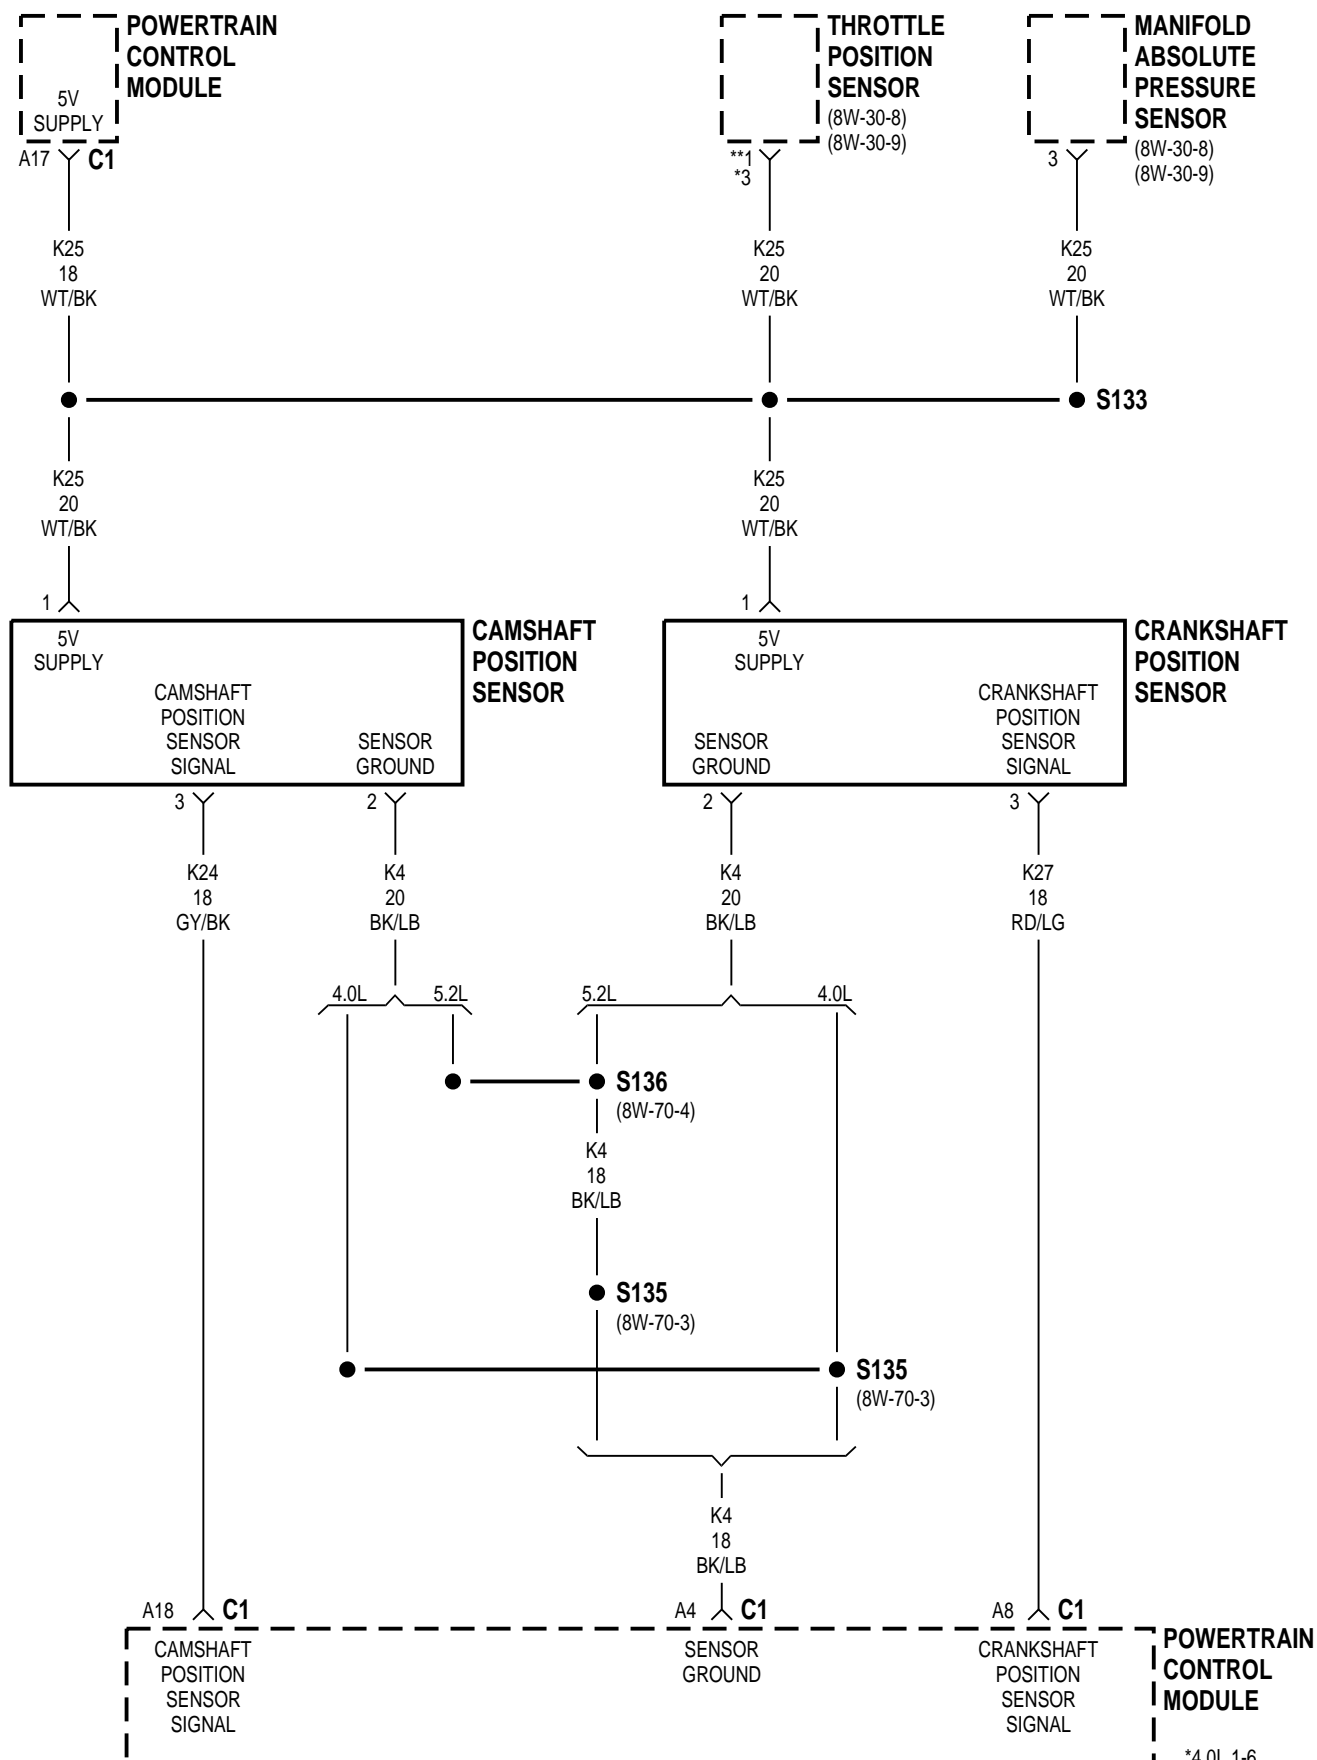 POWERTRAIN
CONTROL
MODULE
5V
SUPPLY
A17
C1
THROTTLE
POSITION
SENSOR
(8W-30-8)
(8W-30-9)
**1
*3
MANIFOLD
ABSOLUTE
PRESSURE
SENSOR
(8W-30-8)
(8W-30-9)
3
K25
18
WT/BK
K25
20
WT/BK
K25
20
WT/BK
S133
K25
20
WT/BK
K25
20
WT/BK
1
1
5V
SUPPLY
CAMSHAFT
POSITION
SENSOR
SIGNAL
SENSOR
GROUND
CAMSHAFT
POSITION
SENSOR
5V
SUPPLY
SENSOR
GROUND
CRANKSHAFT
POSITION
SENSOR
SIGNAL
CRANKSHAFT
POSITION
SENSOR
3
2
2
3
K24
18
GY/BK
K4
20
BK/LB
K4
20
BK/LB
K27
18
RD/LG
4.0L
5.2L
5.2L
4.0L
S136
(8W-70-4)
K4
18
BK/LB
S135
(8W-70-3)
S135
(8W-70-3)
K4
18
BK/LB
A18
C1
A4
C1
A8
C1
CAMSHAFT
POSITION
SENSOR
SIGNAL
SENSOR
GROUND
CRANKSHAFT
POSITION
SENSOR
SIGNAL
POWERTRAIN
CONTROL
MODULE
*4.0L 1-6